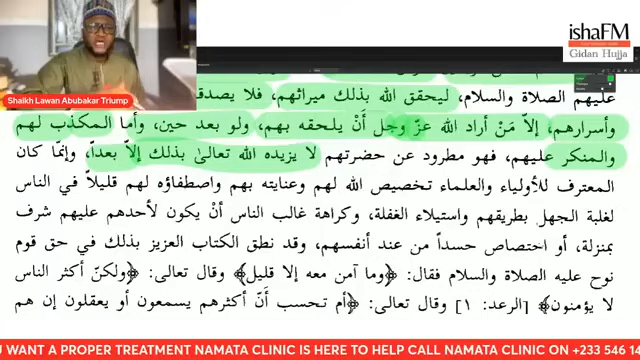 ishaFM
Gidan Hujja
Shaikh Lawan Abubakar Triump
عليهم الصلاة والسلام، ليحقق الله بذلك ميراثهم، فلا يصدقه
وأسرارهم، إلاّ مَنْ أراد الله عزّ وجل أَنْ يلحقه بهم، ولو بعد حين، وأما المكذب لهم
والمنكر عليهم، فهو مطرود عن حضرتهم لا يزيده الله تعالىٰ بذلك إلاّ بعداً، وإنّما كان
المعترف للأولياء والعلماء تخصيص الله لهم وعنايته بهم واصطفاؤه لهم قليلاً في الناس
لغلبة الجهل بطريقهم واستيلاء الغفلة، وكراهة غالب الناس أنْ يكون لأحدهم عليهم شرف
بمنزلة، أو اختصاص حسداً من عند أنفسهم، وقد نطق الكتاب العزيز بذلك في حق قوم
نوح عليه الصلاة والسلام فقال: ﴿وما آمن معه إلا قليل﴾ وقال تعالى: ﴿ولكنّ أكثر الناس
لا يؤمنون﴾ [الرعد: ١] وقال تعالى: ﴿أم تحسب أَنّ أكثرهم يسمعون أو يعقلون إن هم
U WANT A PROPER TREATMENT NAMATA CLINIC IS HERE TO HELP CALL NAMATA CLINIC ON +233 546 14